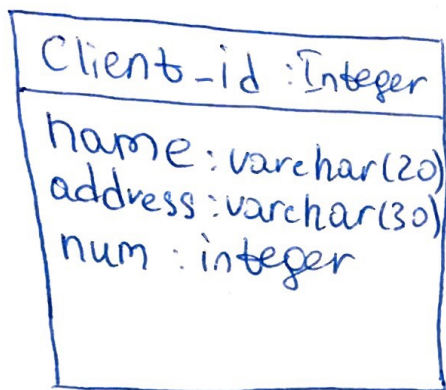 Client_id : Integer
name : varchar(20)
address : varchar(30)
num : integer